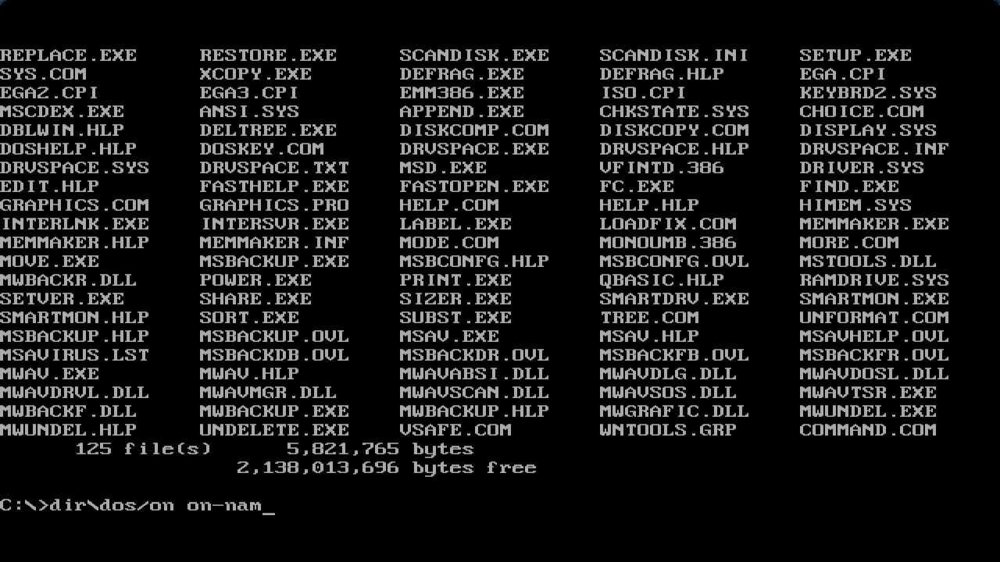 REPLACE.EXE RESTORE.EXE SCANDISK.EXE SCANDISK.INI SETUP.EXE
SYS.COM XCOPY.EXE DEFRAG.EXE DEFRAG.HLP EGA.CPI
EGA2.CPI EGA3.CPI EMM386.EXE ISO.CPI KEYBRD2.SYS
MSCDEX.EXE ANSI.SYS APPEND.EXE CHKSTATE.SYS CHOICE.COM
DBLWIN.HLP DELTREE.EXE DISKCOMP.COM DISKCOPY.COM DISPLAY.SYS
DOSHELP.HLP DOSKEY.COM DRVSPACE.EXE DRVSPACE.HLP DRVSPACE.INF
DRVSPACE.SYS DRVSPACE.TXT MSD.EXE VFINTD.386 DRIVER.SYS
EDIT.HLP FASTHELP.EXE FASTOPEN.EXE FC.EXE FIND.EXE
GRAPHICS.COM GRAPHICS.PRO HELP.COM HELP.HLP HIMEM.SYS
INTERLNK.EXE INTERSVR.EXE LABEL.EXE LOADFIX.COM MEMMAKER.EXE
MEMMAKER.HLP MEMMAKER.INF MODE.COM MONOUMB.386 MORE.COM
MOVE.EXE MSBACKUP.EXE MSBCONFG.HLP MSBCONFG.OVL MSTOOLS.DLL
MWBACKR.DLL POWER.EXE PRINT.EXE QBASIC.HLP RAMDRIVE.SYS
SETVER.EXE SHARE.EXE SIZER.EXE SMARTDRV.EXE SMARTMON.EXE
SMARTMON.HLP SORT.EXE SUBST.EXE TREE.COM UNFORMAT.COM
MSBACKUP.HLP MSBACKUP.OVL MSAV.EXE MSAV.HLP MSAVHELP.OVL
MSAVIRUS.LST MSBACKDB.OVL MSBACKDR.OVL MSBACKFB.OVL MSBACKFR.OVL
MWAV.EXE MWAV.HLP MWAVABSI.DLL MWAVDLG.DLL MWAVDOSL.DLL
MWAVDRVL.DLL MWAVMGR.DLL MWAVSCAN.DLL MWAVSOS.DLL MWAVTSR.EXE
MWBACKF.DLL MWBACKUP.EXE MWBACKUP.HLP MWGRAFIC.DLL MWUNDEL.EXE
MWUNDEL.HLP UNDELETE.EXE VSAFE.COM WNTOOLS.GRP COMMAND.COM
125 file(s) 5,821,765 bytes
2,138,013,696 bytes free
C:\>dir\dos/on on-nam_